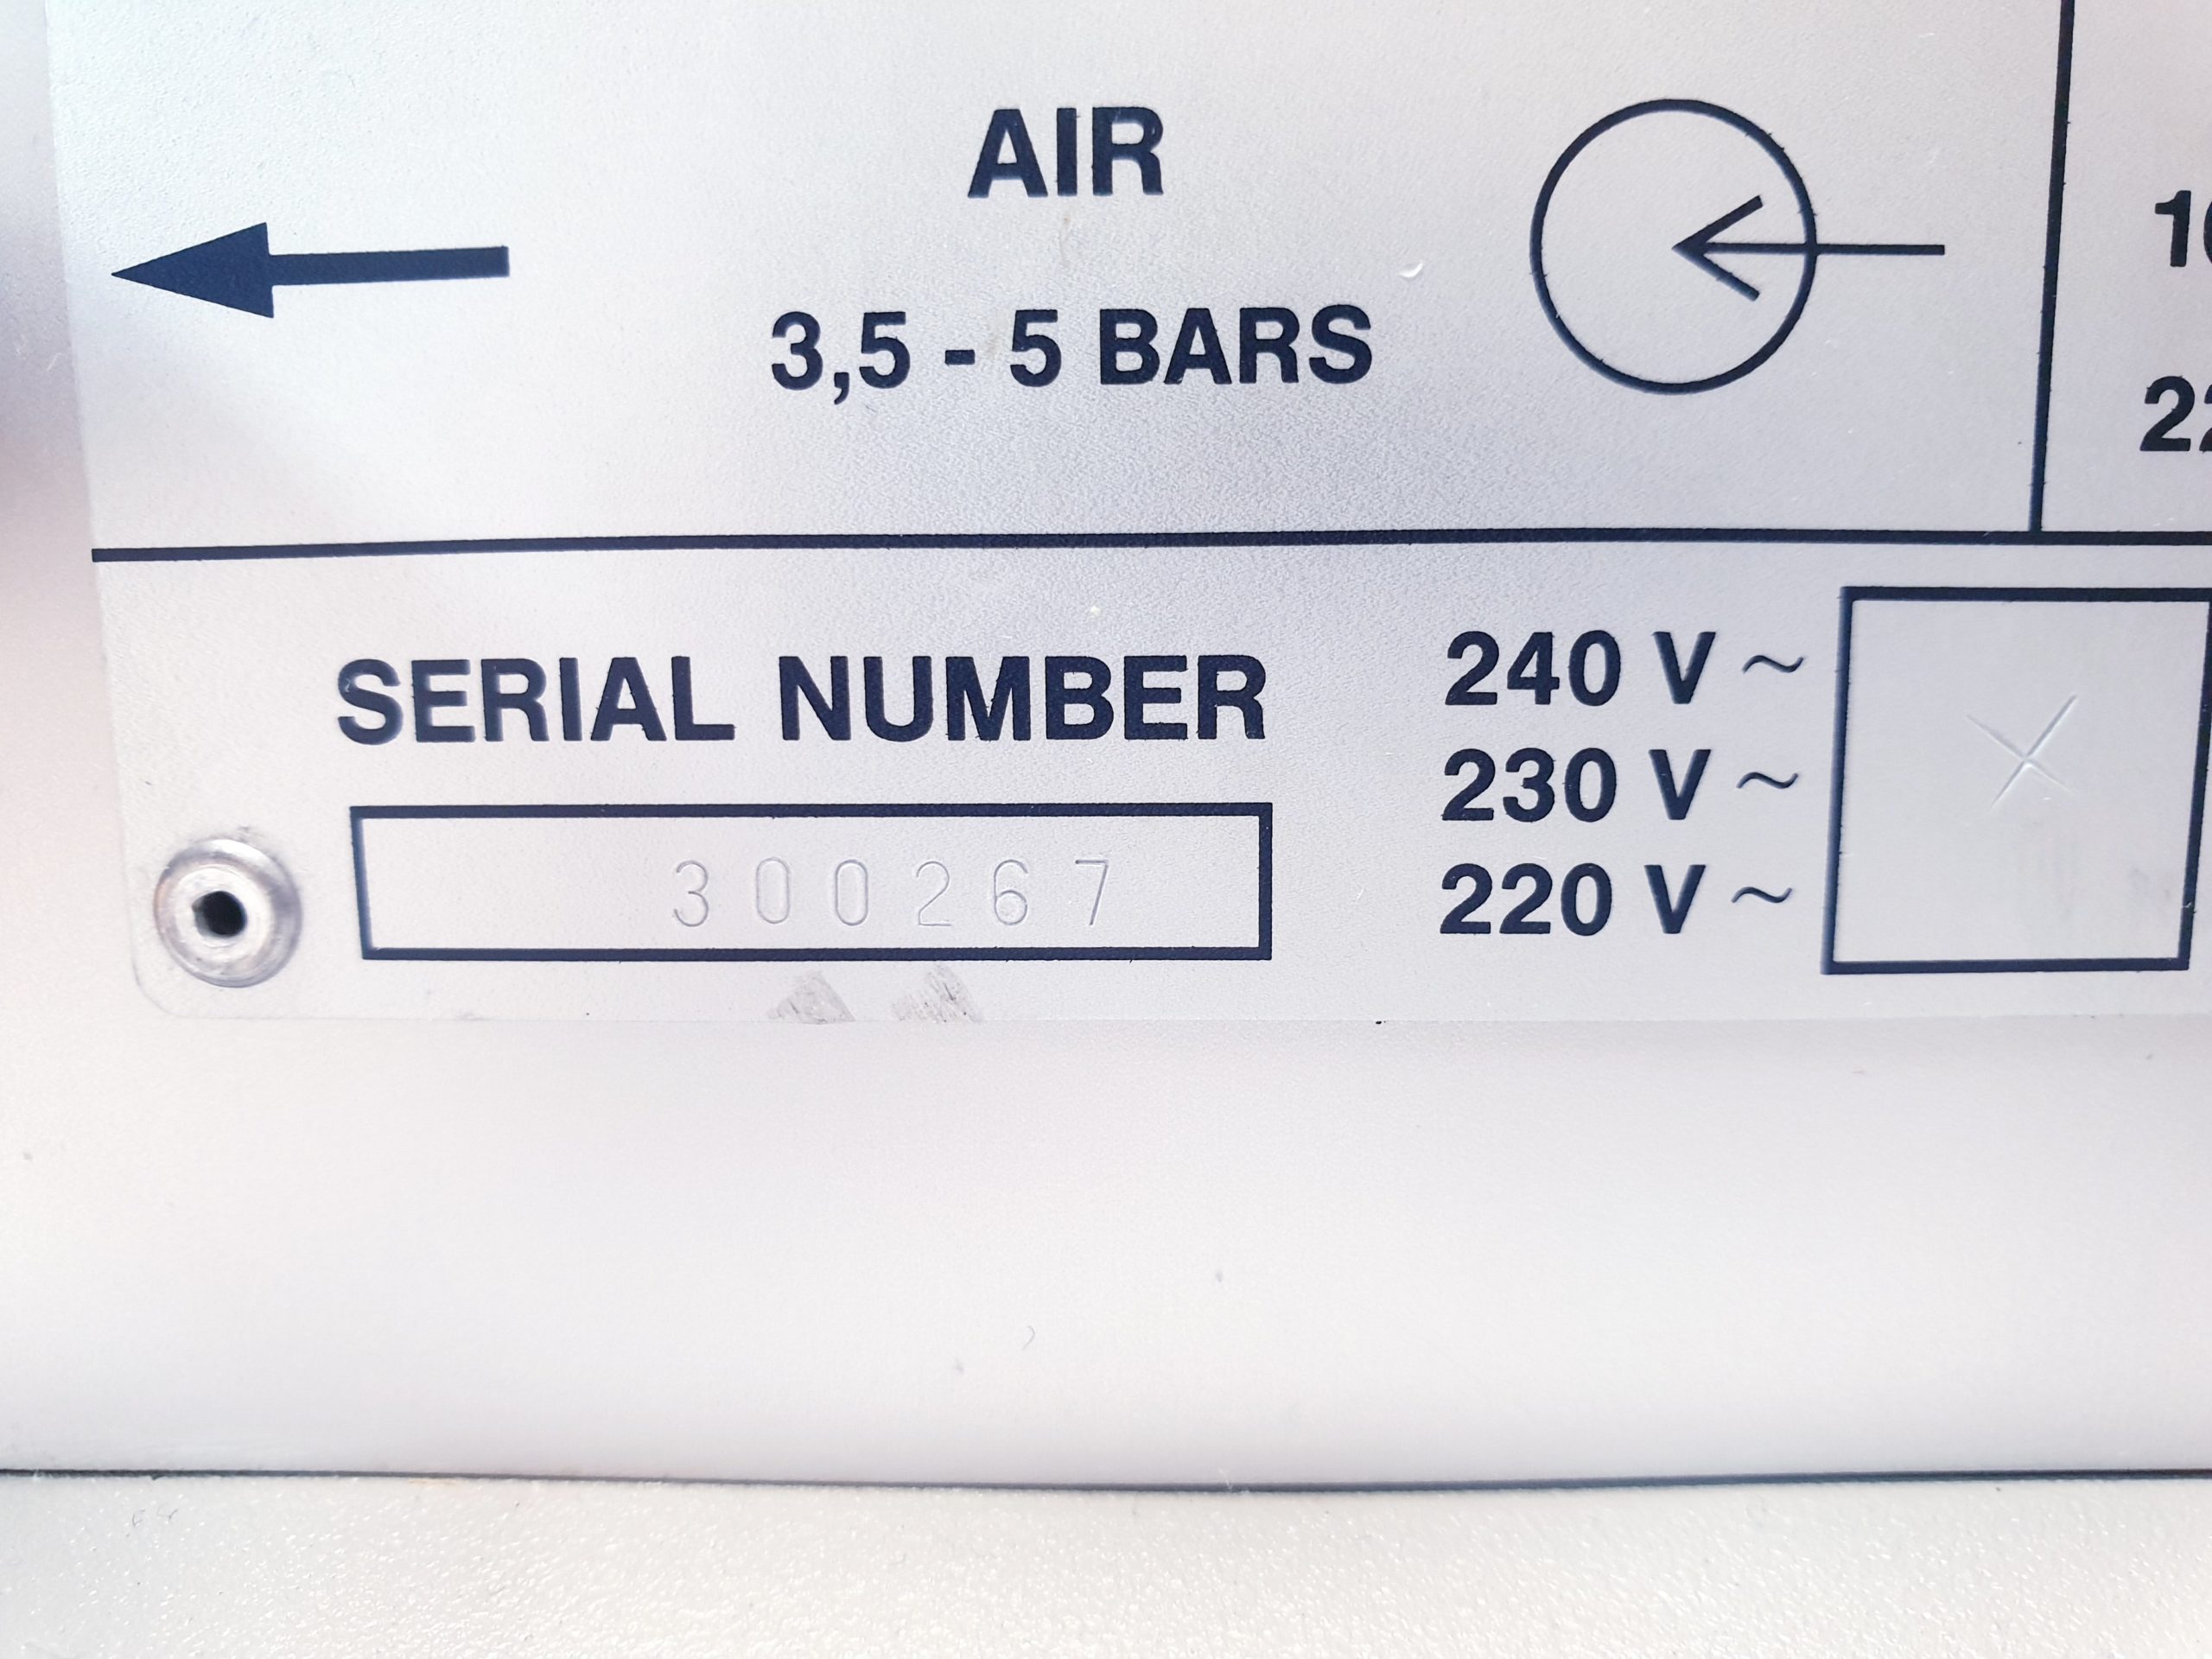 AIR
3,5 - 5 BARS
SERIAL NUMBER
300267
240 V ~
230 V ~
220 V ~